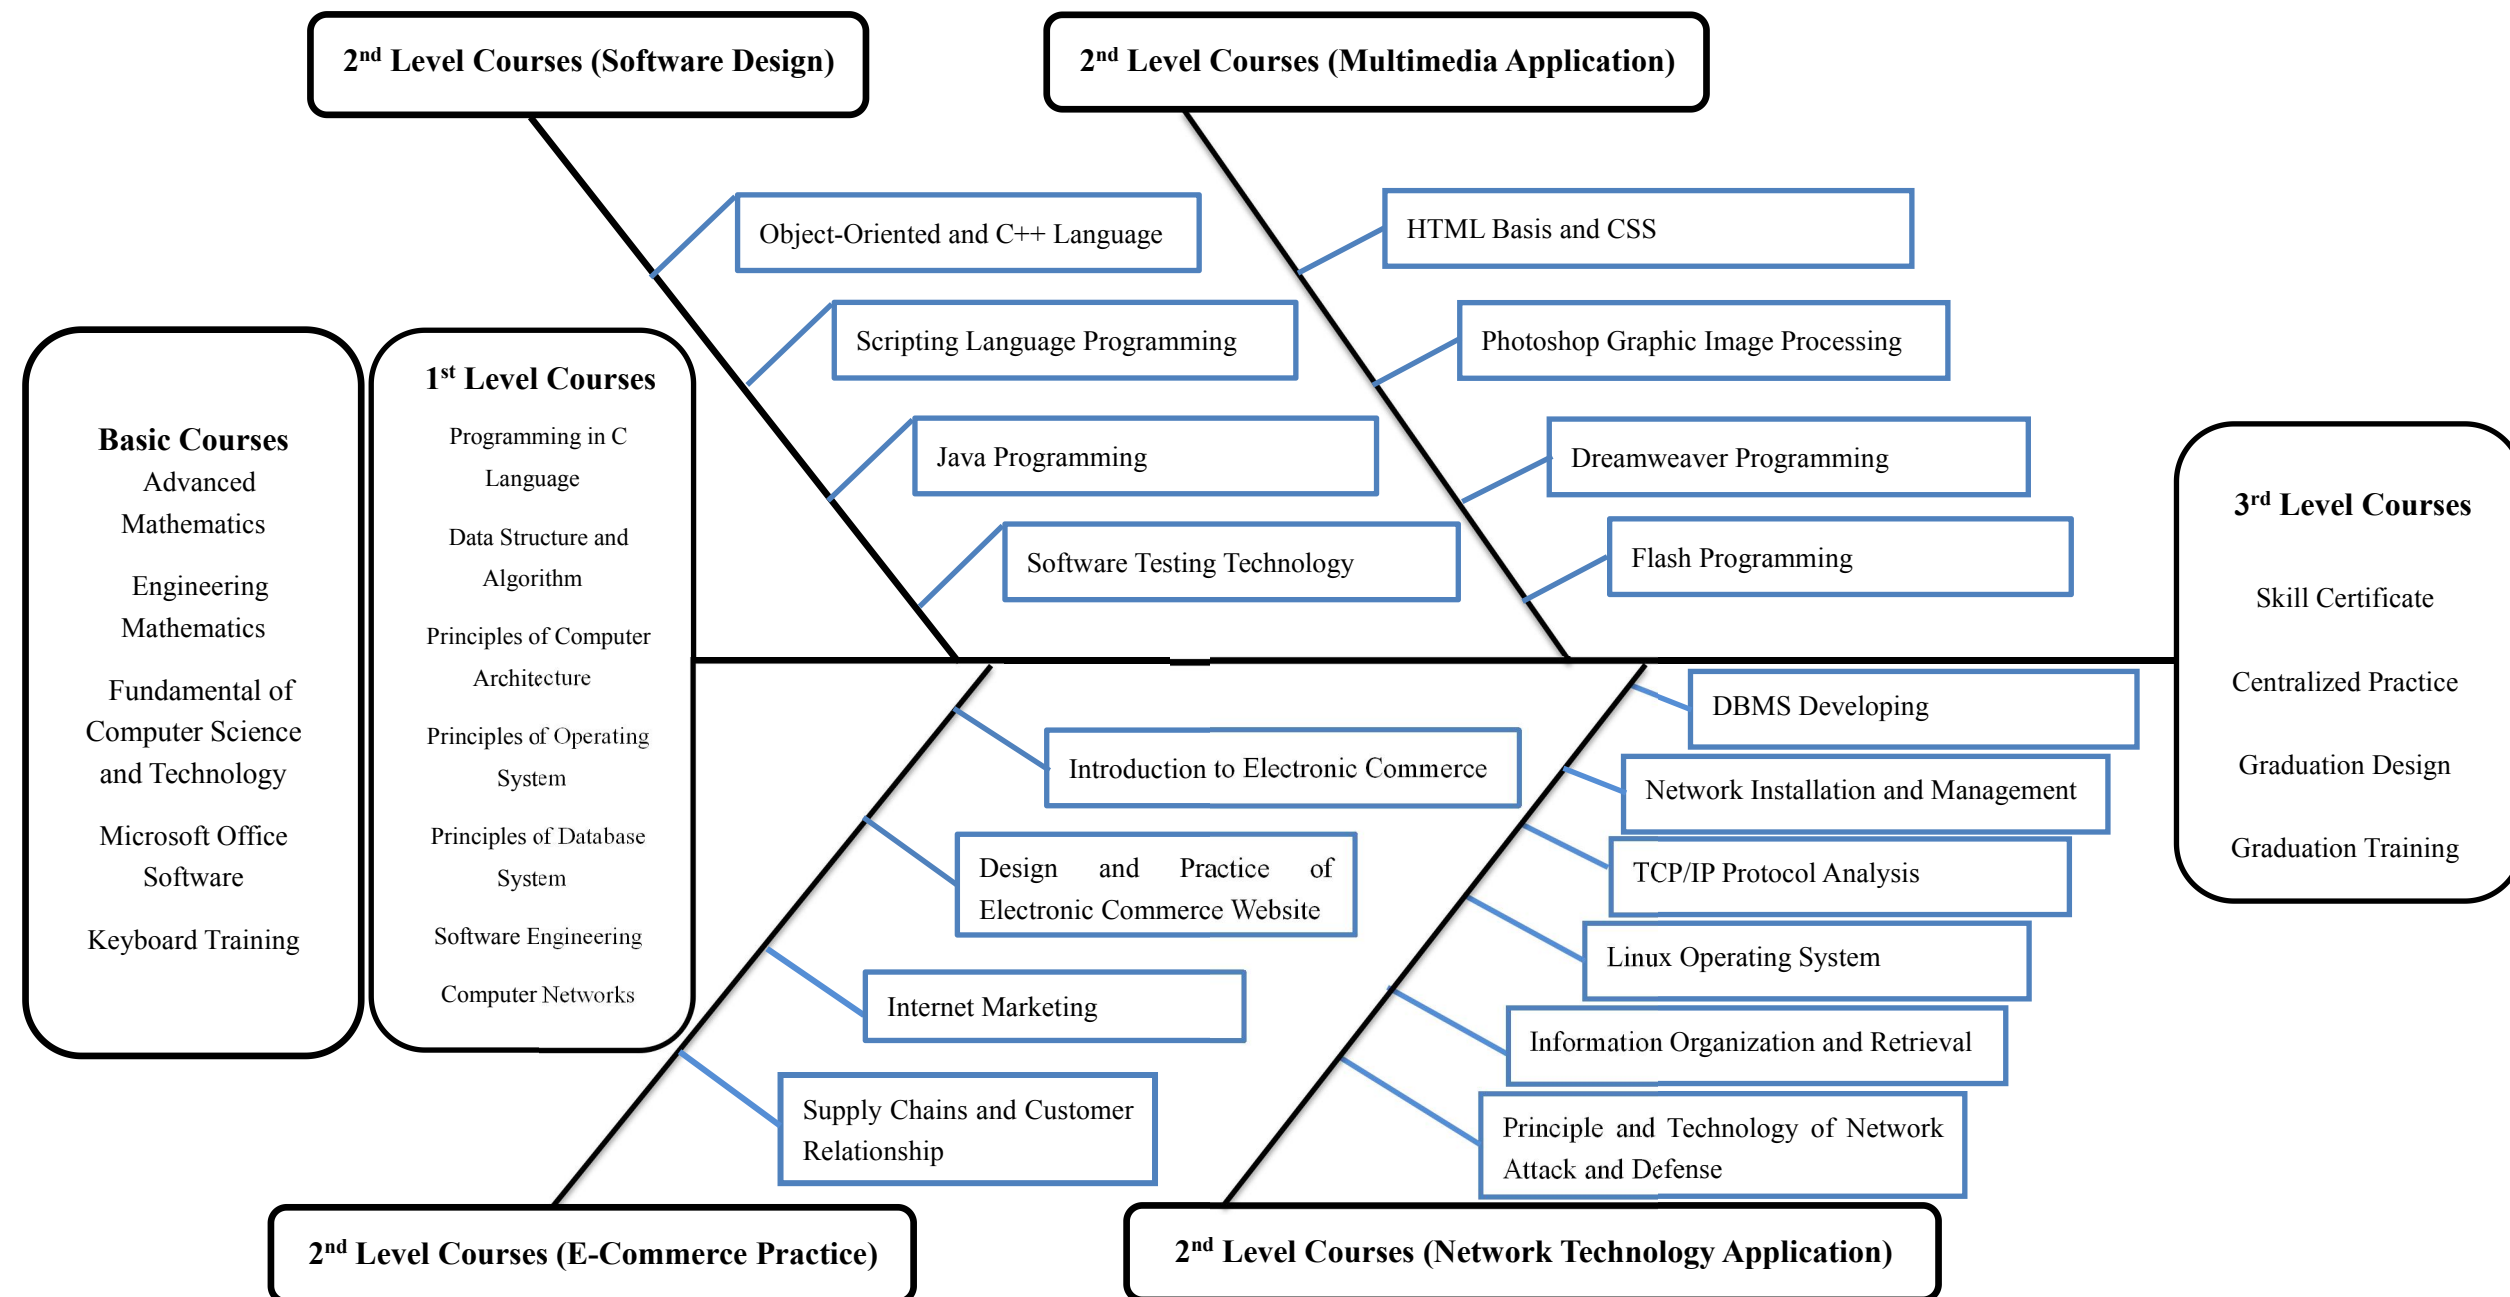 2nd Level Courses (Software Design)
2nd Level Courses (Multimedia Application)
Object-Oriented and C++ Language
Scripting Language Programming
Java Programming
Software Testing Technology
HTML Basis and CSS
Photoshop Graphic Image Processing
Dreamweaver Programming
Flash Programming
Basic Courses
Advanced
Mathematics
Engineering
Mathematics
Fundamental of
Computer Science
and Technology
Microsoft Office
Software
Keyboard Training
1st Level Courses
Programming in C
Language
Data Structure and
Algorithm
Principles of Computer
Architecture
Principles of Operating
System
Principles of Database
System
Software Engineering
Computer Networks
3rd Level Courses
Skill Certificate
Centralized Practice
Graduation Design
Graduation Training
Introduction to Electronic Commerce
Design and Practice of
Electronic Commerce Website
Internet Marketing
Supply Chains and Customer
Relationship
DBMS Developing
Network Installation and Management
TCP/IP Protocol Analysis
Linux Operating System
Information Organization and Retrieval
Principle and Technology of Network
Attack and Defense
2nd Level Courses (E-Commerce Practice)
2nd Level Courses (Network Technology Application)